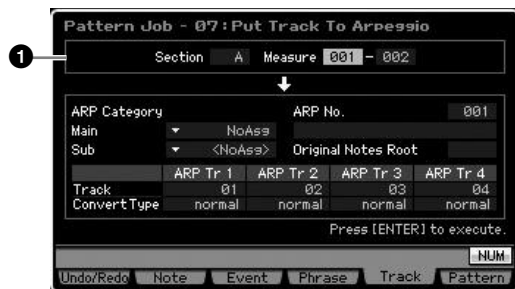 Pattern Job - 07:Put Track To Arpeggio
1
Section A Measure 001 - 002
ARP Category ARP No. 001
Main NoAsg
Sub <NoAsg> Original Notes Root
ARP Tr 1 ARP Tr 2 ARP Tr 3 ARP Tr 4
Track 01 02 03 04
ConvertType normal normal normal normal
Press [ENTER] to execute.
NUM
Undo/Redo Note Event Phrase Track Pattern